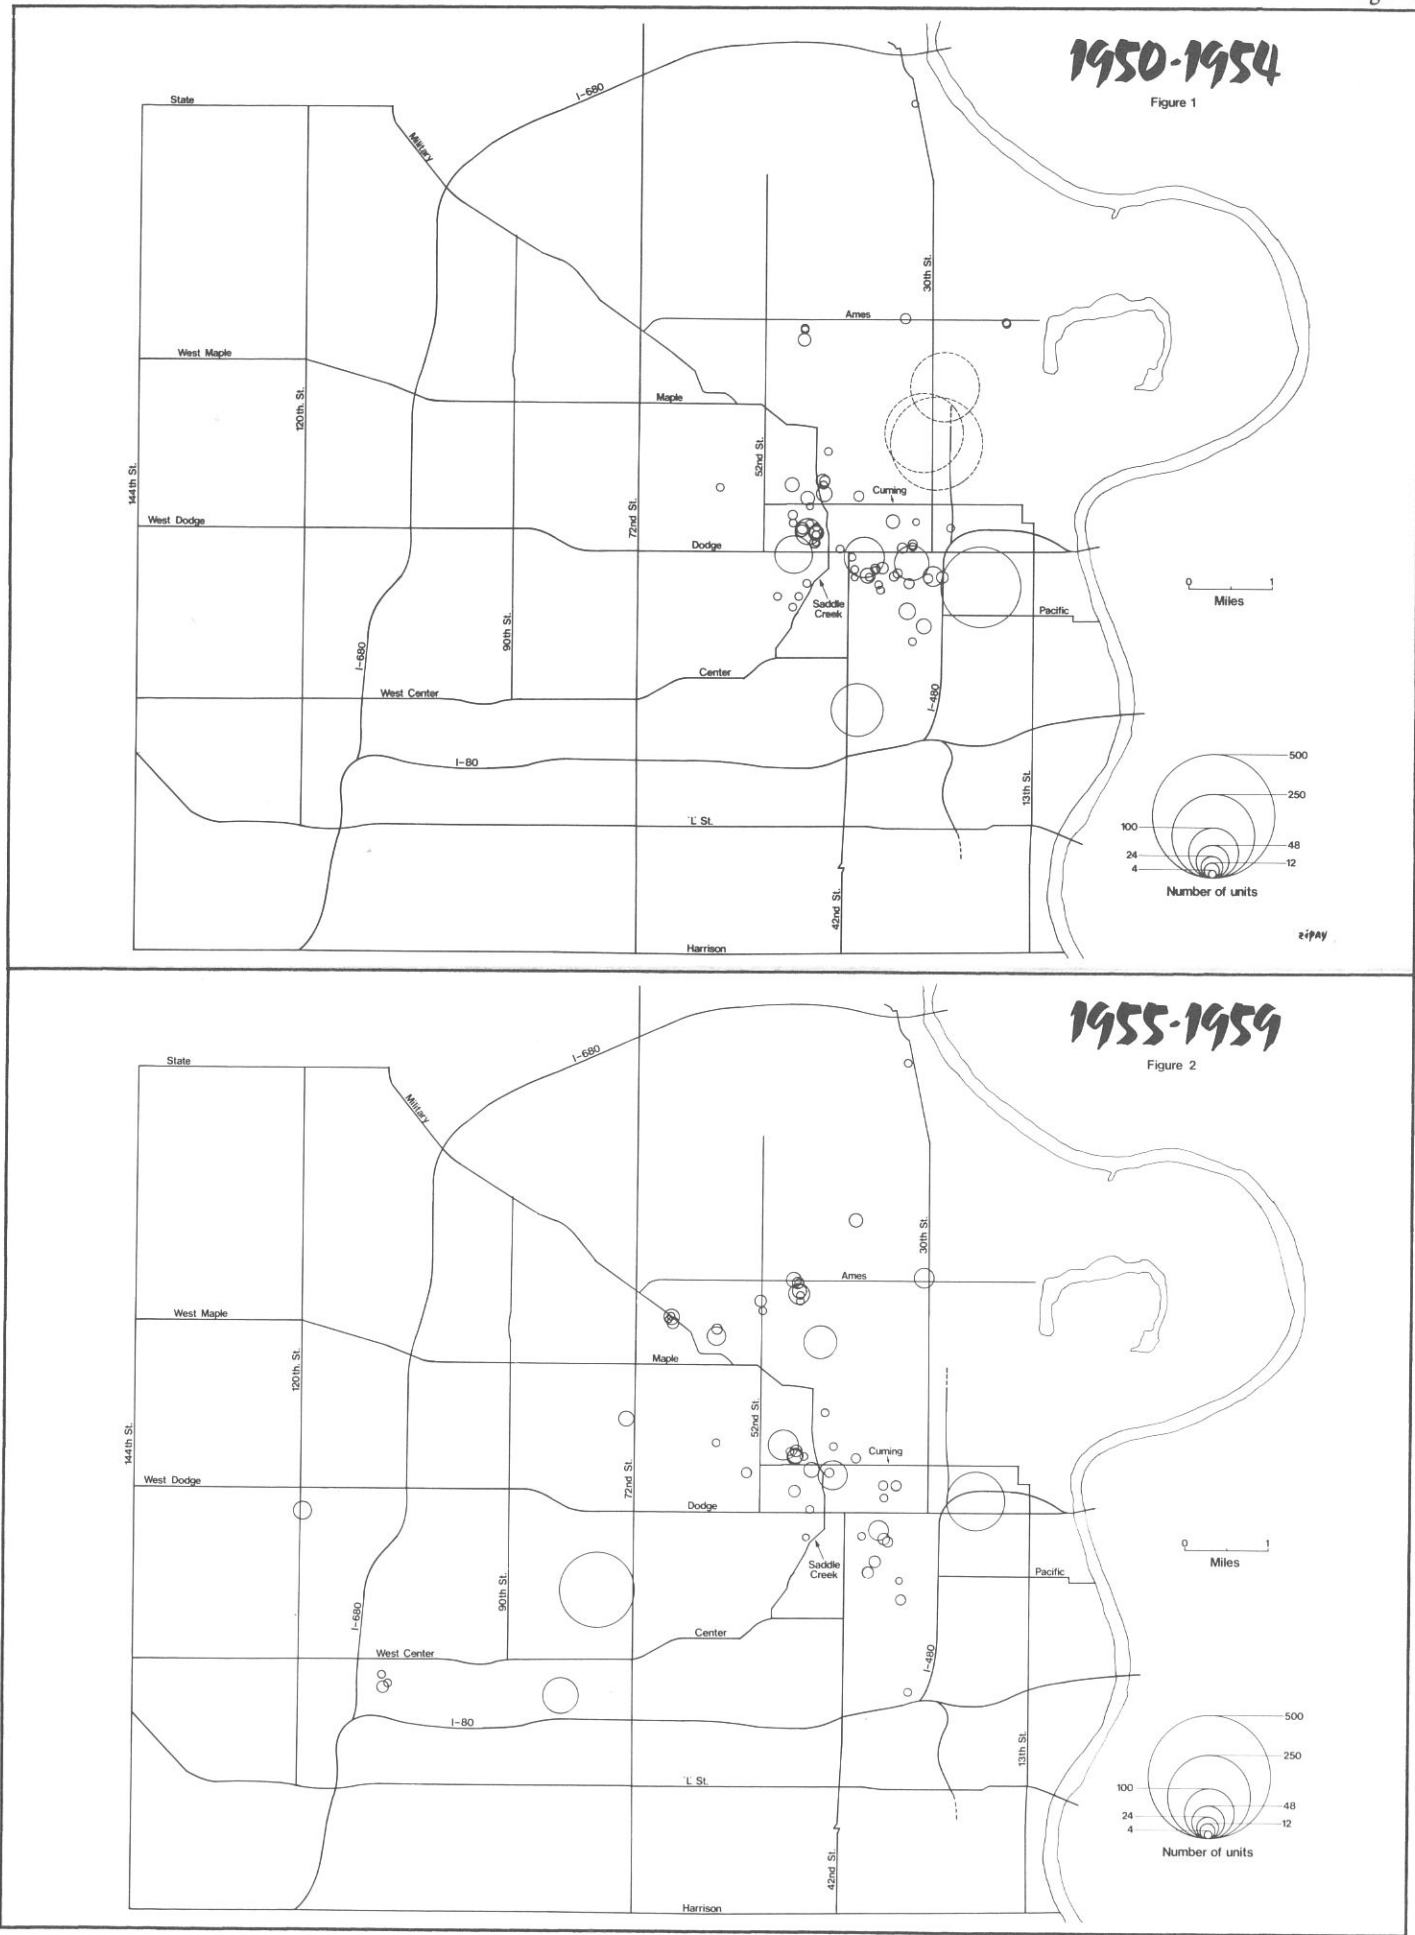 1950-1954
Figure 1
State
I-680
Military
30th St.
Ames
West Maple
120th. St.
Maple
52nd St.
144th St.
Cuming
72nd St.
West Dodge
Dodge
0 1
Miles
Saddle
Creek
Pacific
90th St.
I-680
Center
West Center
I-480
I-80
500
250
100
48
24
12
4
Number of units
13th St.
'L' St.
42nd St.
Harrison
ZIPAY
1955-1959
Figure 2
State
I-680
Military
30th St.
Ames
West Maple
120th. St.
Maple
52nd St.
144th St.
Cuming
72nd St.
West Dodge
Dodge
0 1
Miles
Saddle
Creek
Pacific
90th St.
I-680
Center
West Center
I-480
I-80
500
250
100
48
24
12
4
Number of units
13th St.
'L' St.
42nd St.
Harrison